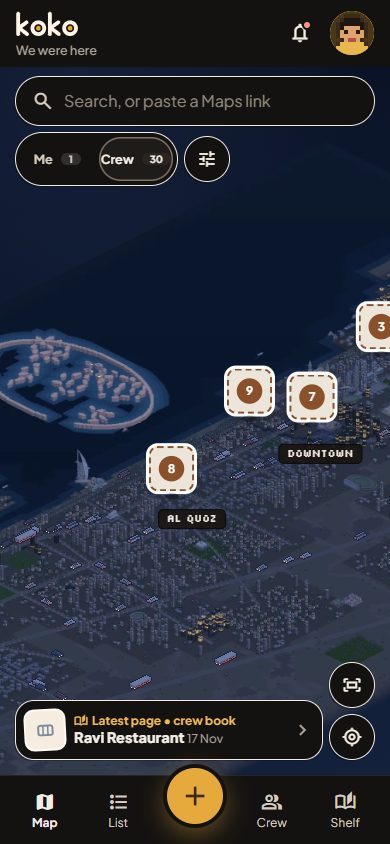 koko
We were here
Search, or paste a Maps link
Me 1 Crew 30
3
9
7
DOWNTOWN
8
AL QUOZ
Latest page • crew book
Ravi Restaurant 17 Nov
Map List Crew Shelf